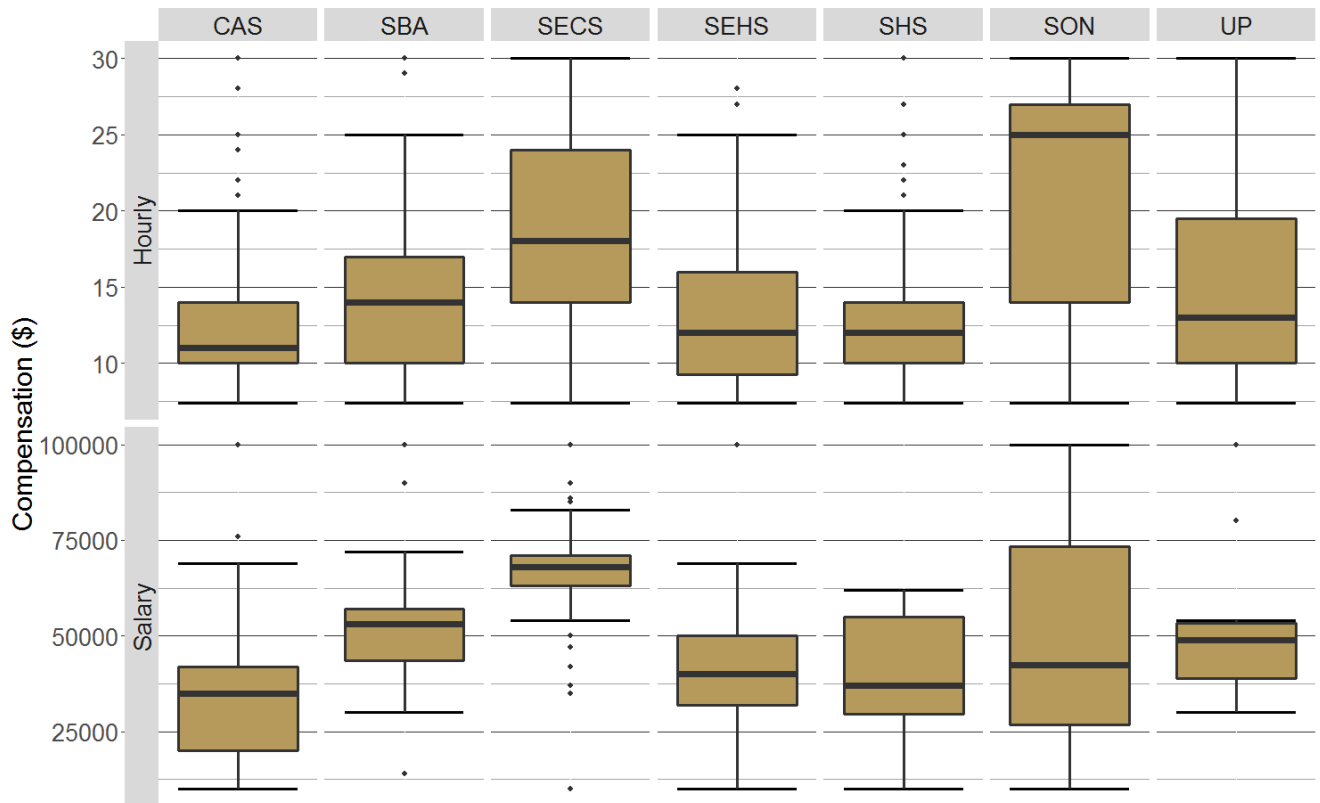 CAS SBA SECS SEHS SHS SON UP
Compensation ($)
Hourly
30
25
20
15
10
Salary
100000
75000
50000
25000